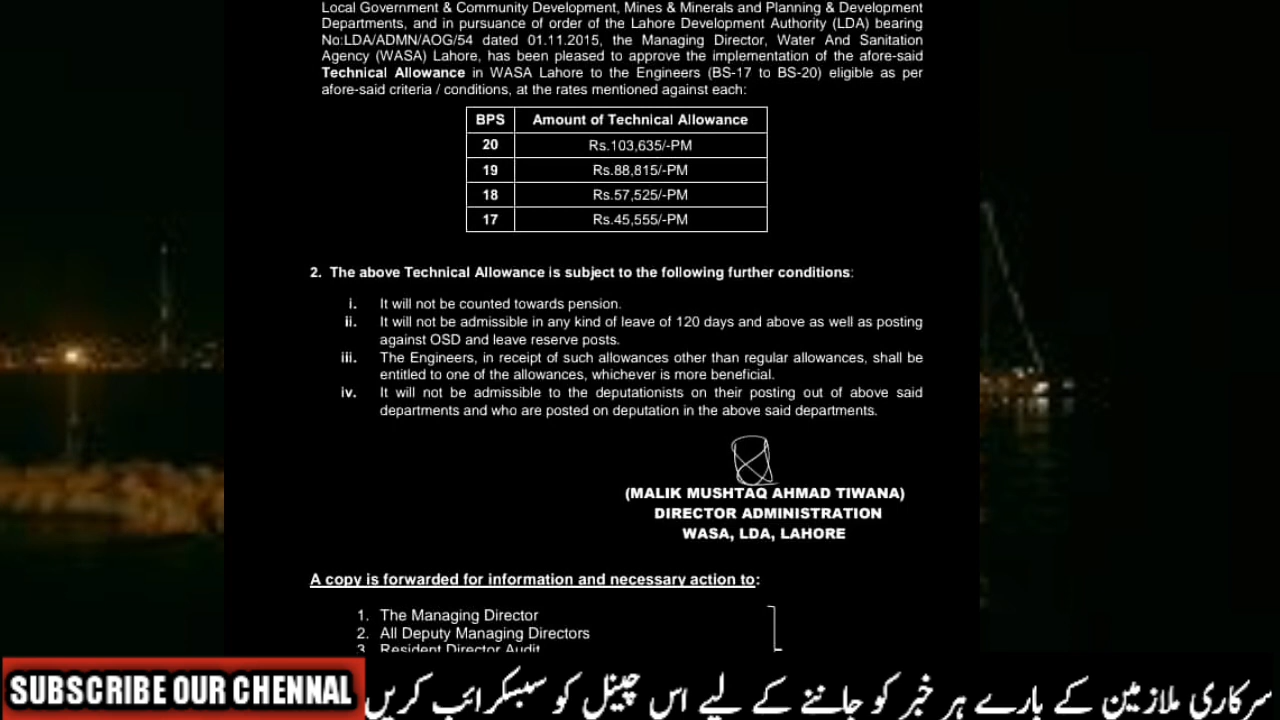 Local Government & Community Development, Mines & Minerals and Planning & Development
Departments, and in pursuance of order of the Lahore Development Authority (LDA) bearing
No:LDA/ADMN/AOG/54 dated 01.11.2015, the Managing Director, Water And Sanitation
Agency (WASA) Lahore, has been pleased to approve the implementation of the afore-said
Technical Allowance in WASA Lahore to the Engineers (BS-17 to BS-20) eligible as per
afore-said criteria / conditions, at the rates mentioned against each:
BPS Amount of Technical Allowance
20 Rs.103,635/-PM
19 Rs.88,815/-PM
18 Rs.57,525/-PM
17 Rs.45,555/-PM
2. The above Technical Allowance is subject to the following further conditions:
i. It will not be counted towards pension.
ii. It will not be admissible in any kind of leave of 120 days and above as well as posting
against OSD and leave reserve posts.
iii. The Engineers, in receipt of such allowances other than regular allowances, shall be
entitled to one of the allowances, whichever is more beneficial.
iv. It will not be admissible to the deputationists on their posting out of above said
departments and who are posted on deputation in the above said departments.
(MALIK MUSHTAQ AHMAD TIWANA)
DIRECTOR ADMINISTRATION
WASA, LDA, LAHORE
A copy is forwarded for information and necessary action to:
1. The Managing Director
2. All Deputy Managing Directors
3. Resident Director Audit
SUBSCRIBE OUR CHENNAL
سرکاری ملازمین کے بارے ہر خبر کو جاننے کے لیے اس چینل کو سبسکرائب کریں